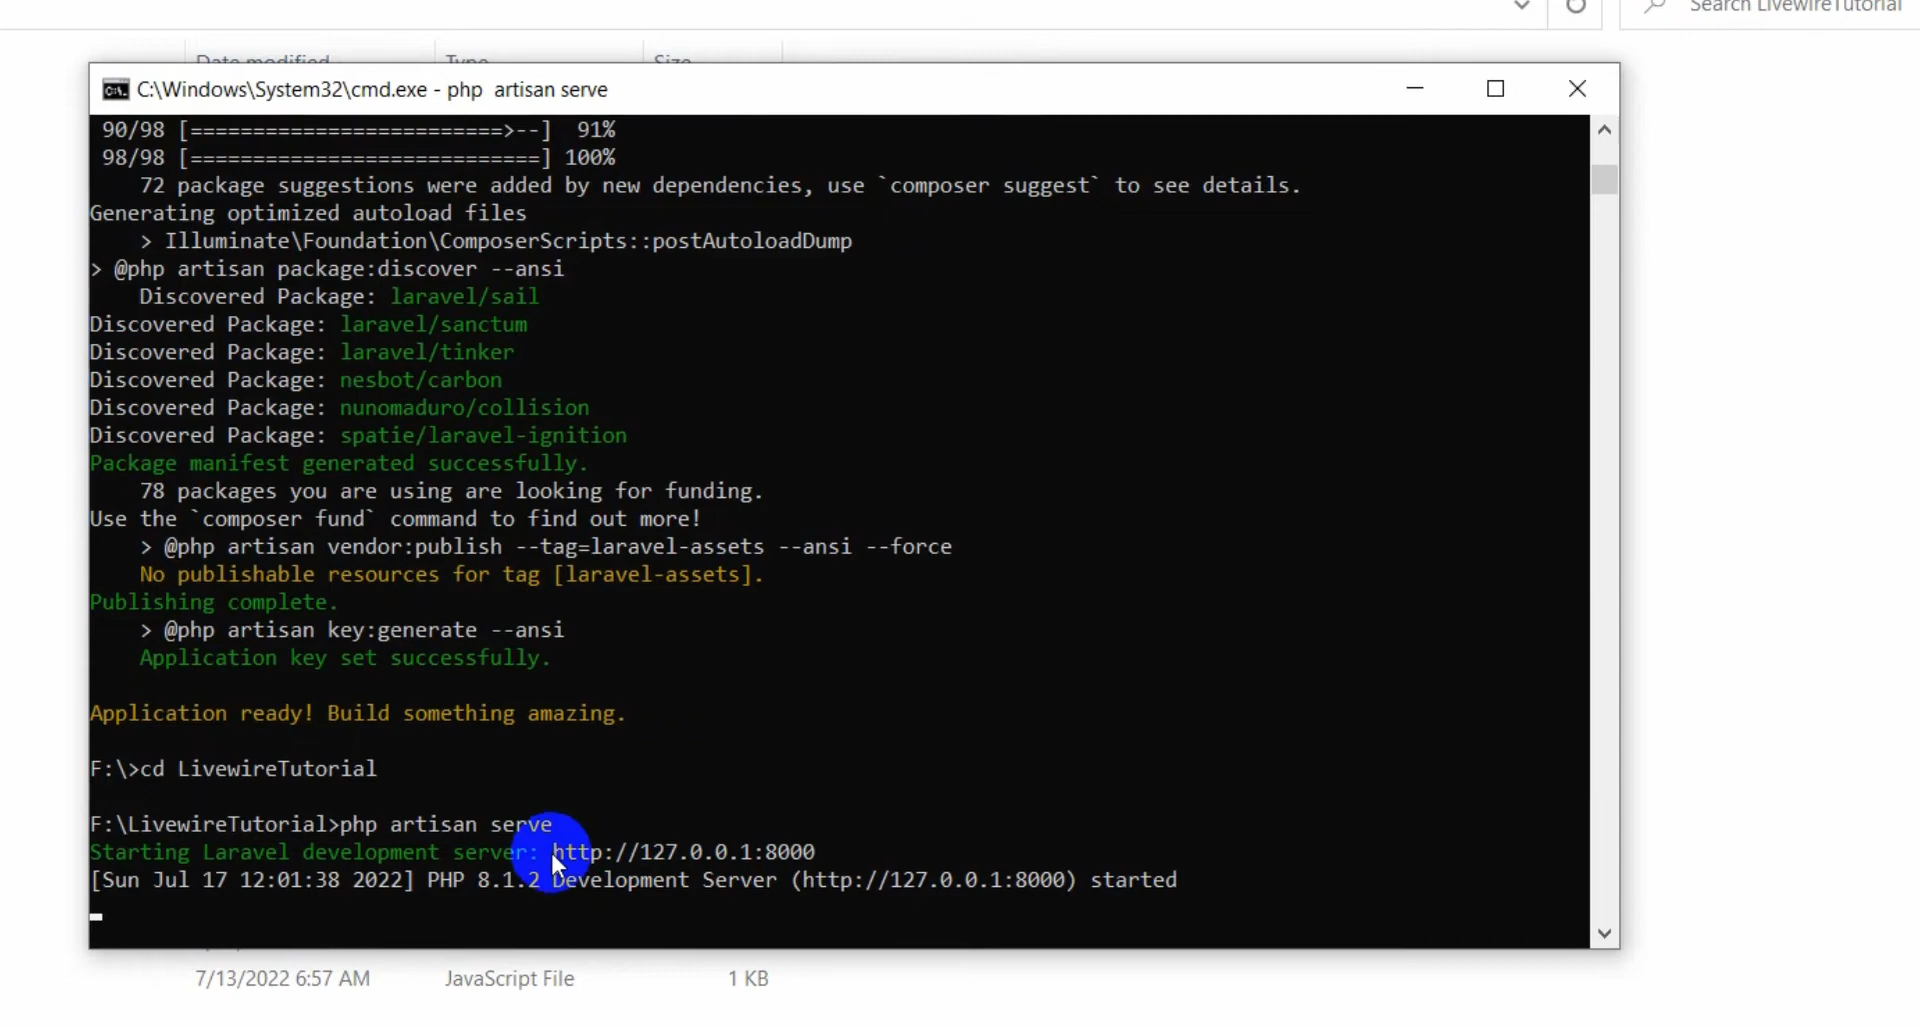 Search LivewireTutorial
Date modified Type Size
C:\Windows\System32\cmd.exe - php  artisan serve
90/98 [=========================>--]  91%
98/98 [============================] 100%
72 package suggestions were added by new dependencies, use `composer suggest` to see details.
Generating optimized autoload files
> Illuminate\Foundation\ComposerScripts::postAutoloadDump
> @php artisan package:discover --ansi
Discovered Package: laravel/sail
Discovered Package: laravel/sanctum
Discovered Package: laravel/tinker
Discovered Package: nesbot/carbon
Discovered Package: nunomaduro/collision
Discovered Package: spatie/laravel-ignition
Package manifest generated successfully.
78 packages you are using are looking for funding.
Use the `composer fund` command to find out more!
> @php artisan vendor:publish --tag=laravel-assets --ansi --force
No publishable resources for tag [laravel-assets].
Publishing complete.
> @php artisan key:generate --ansi
Application key set successfully.
Application ready! Build something amazing.
F:\>cd LivewireTutorial
F:\LivewireTutorial>php artisan serve
Starting Laravel development server: http://127.0.0.1:8000
[Sun Jul 17 12:01:38 2022] PHP 8.1.2 Development Server (http://127.0.0.1:8000) started
7/13/2022 6:57 AM JavaScript File 1 KB